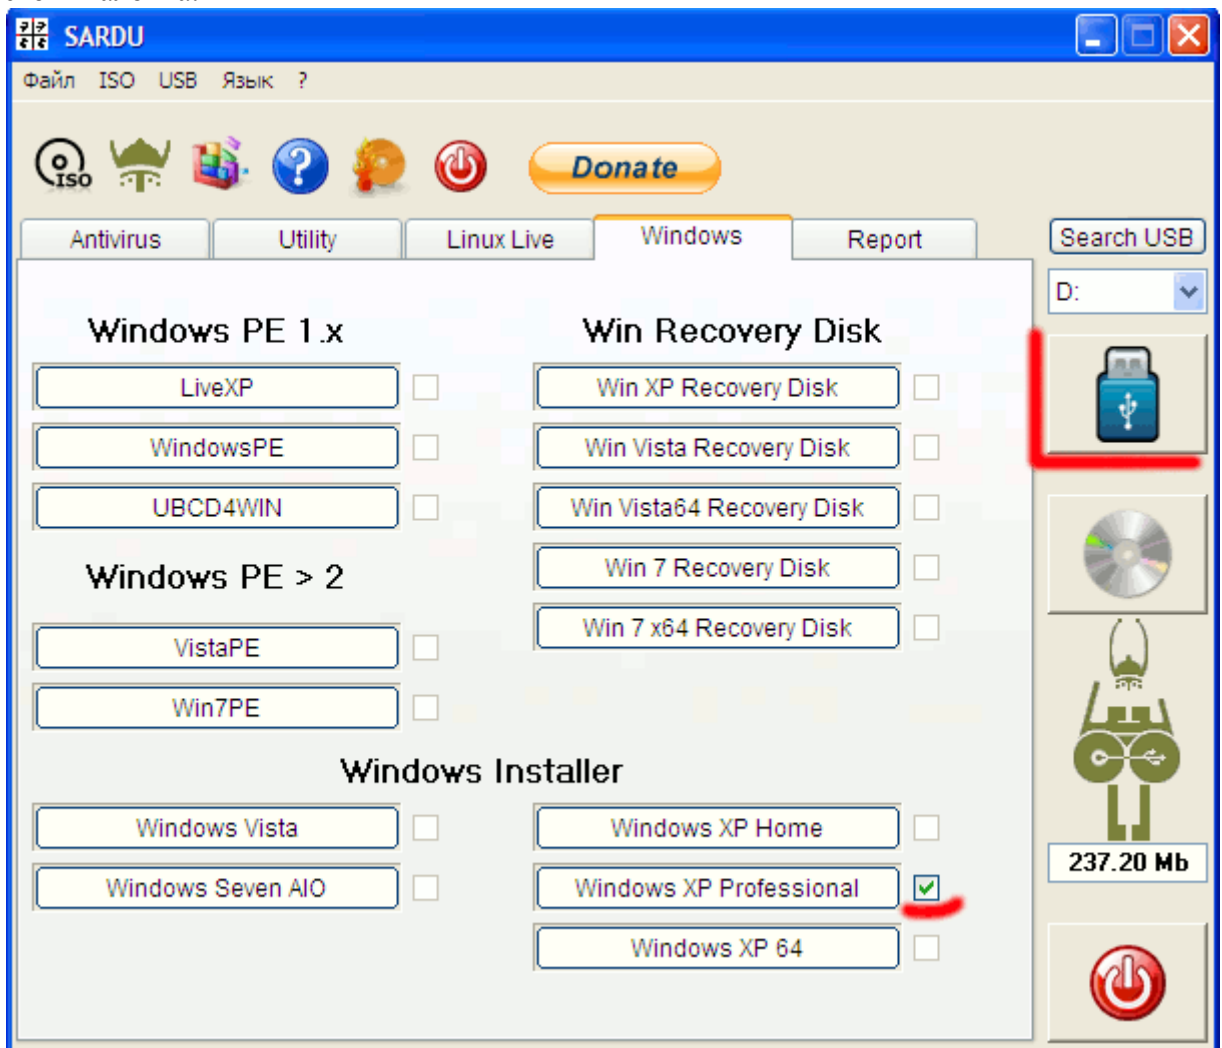 SARDU
Файл ISO USB Язык ?
ISO
Donate
Antivirus Utility Linux Live Windows Report
Search USB
D:
Windows PE 1.x
LiveXP
WindowsPE
UBCD4WIN
Windows PE > 2
VistaPE
Win7PE
Win Recovery Disk
Win XP Recovery Disk
Win Vista Recovery Disk
Win Vista64 Recovery Disk
Win 7 Recovery Disk
Win 7 x64 Recovery Disk
Windows Installer
Windows Vista
Windows Seven AIO
Windows XP Home
Windows XP Professional
Windows XP 64
237.20 Mb